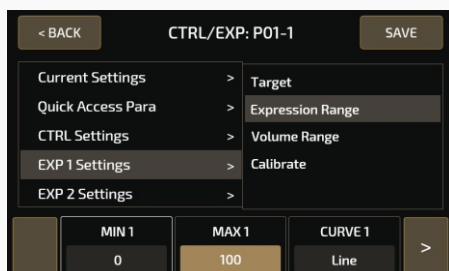 < BACK CTRL/EXP: P01-1 SAVE
Current Settings > Target
Quick Access Para > Expression Range
CTRL Settings > Volume Range
EXP 1 Settings > Calibrate
EXP 2 Settings >
MIN 1 MAX 1 CURVE 1 >
0 100 Line